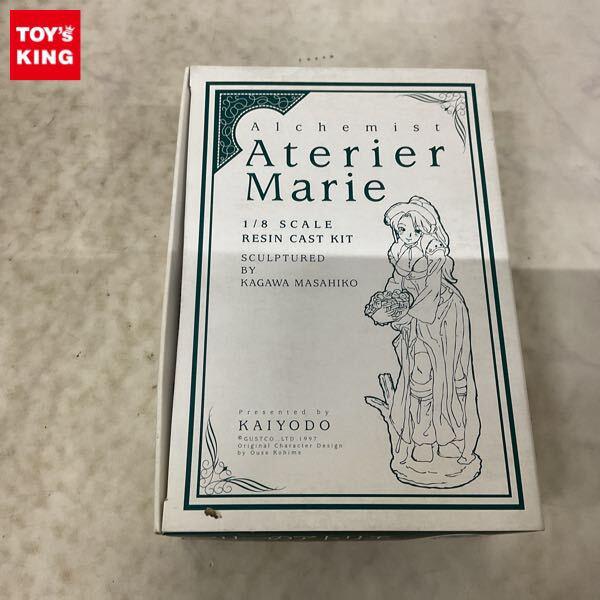 TOY's
KING
Alchemist
Aterier
Marie
1/8 SCALE
RESIN CAST KIT
SCULPTURED
BY
KAGAWA MASAHIKO
Presented by
KAIYODO
©GUSTCO.,LTD 1997
Original Character Design
by Ouse Kohime